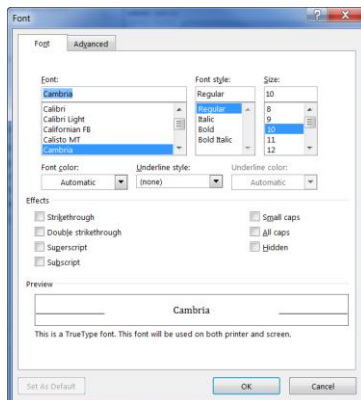 Font
Font Advanced
Font: Font style: Size:
Cambria Regular 10
Calibri Regular 8
Calibri Light Italic 9
Californian FB Bold 10
Calisto MT Bold Italic 11
Cambria 12
Font color: Underline style: Underline color:
Automatic (none) Automatic
Effects
Strikethrough Small caps
Double strikethrough All caps
Superscript Hidden
Subscript
Preview
Cambria
This is a TrueType font. This font will be used on both printer and screen.
Set As Default OK Cancel